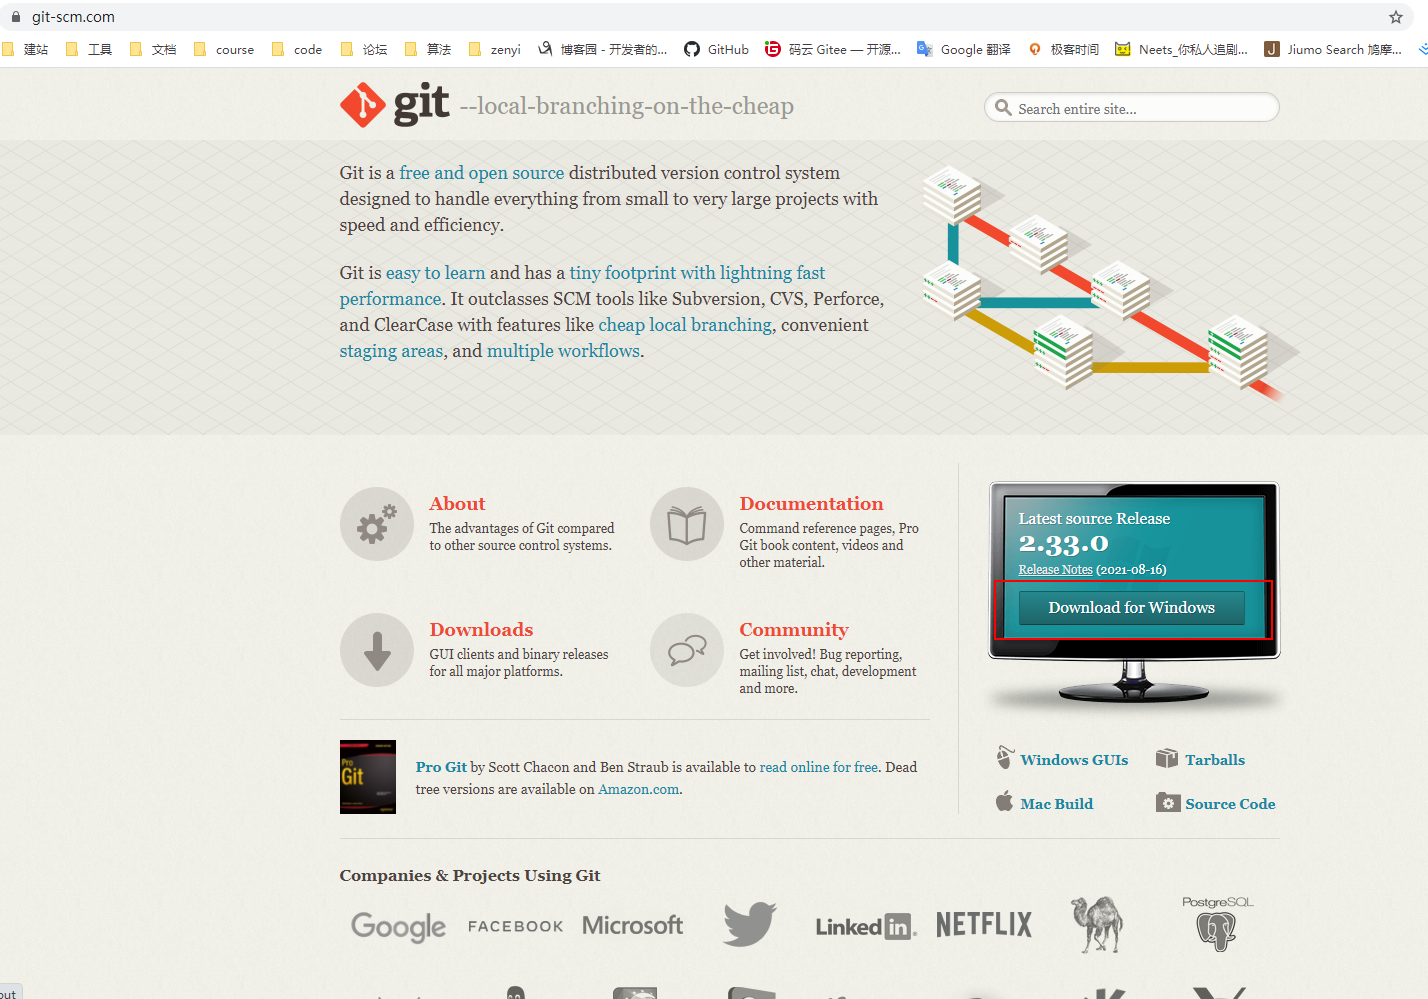 git-scm.com
建站
工具
文档
course
code
论坛
算法
zenyi
博客园 - 开发者的...
GitHub
码云 Gitee — 开源...
Google 翻译
极客时间
Neets_你私人追剧...
Jiumo Search 鸠摩...
git --local-branching-on-the-cheap
Search entire site...
Git is a free and open source distributed version control system
designed to handle everything from small to very large projects with
speed and efficiency.
Git is easy to learn and has a tiny footprint with lightning fast
performance. It outclasses SCM tools like Subversion, CVS, Perforce,
and ClearCase with features like cheap local branching, convenient
staging areas, and multiple workflows.
About
The advantages of Git compared
to other source control systems.
Documentation
Command reference pages, Pro
Git book content, videos and
other material.
Downloads
GUI clients and binary releases
for all major platforms.
Community
Get involved! Bug reporting,
mailing list, chat, development
and more.
Latest source Release
2.33.0
Release Notes (2021-08-16)
Download for Windows
Pro
Git
Pro Git by Scott Chacon and Ben Straub is available to read online for free. Dead
tree versions are available on Amazon.com.
Windows GUIs
Tarballs
Mac Build
Source Code
Companies & Projects Using Git
Google
FACEBOOK
Microsoft
Linked in
NETFLIX
PostgreSQL
out